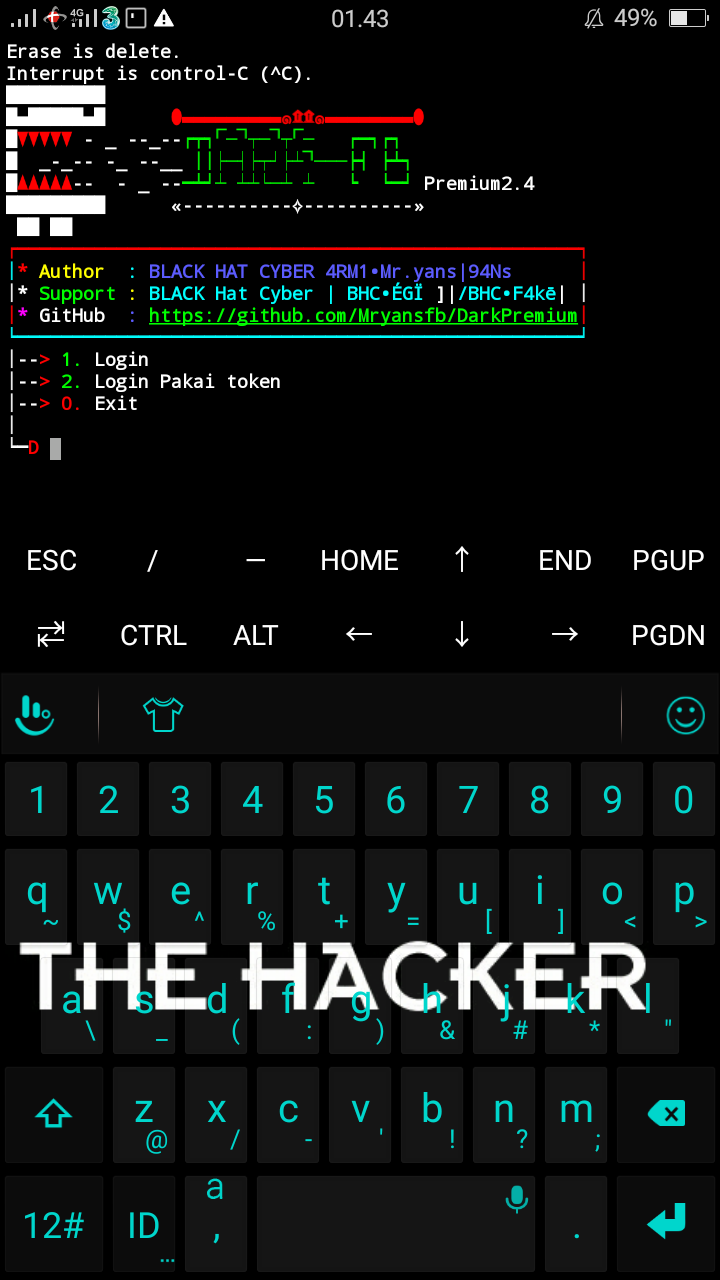 4G 3 01.43 49%
Erase is delete.
Interrupt is control-C (^C).
Premium2.4
«----------✧----------»
* Author : BLACK HAT CYBER 4RM1•Mr.yans|94Ns
* Support : BLACK Hat Cyber | BHC•ÉGÏ ]|/BHC•F4kē|
* GitHub : https://github.com/Mryansfb/DarkPremium
|--> 1. Login
|--> 2. Login Pakai token
|--> 0. Exit
D
ESC / — HOME ↑ END PGUP
CTRL ALT ← ↓ → PGDN
1 2 3 4 5 6 7 8 9 0
q w e r t y u i o p
~ $ ^ % + = [ ] < >
THE HACKER
a s d f g h j k l
\ _ ( : ) & # * "
z x c v b n m
@ / - ' ! ? ;
12# ID ... a , .